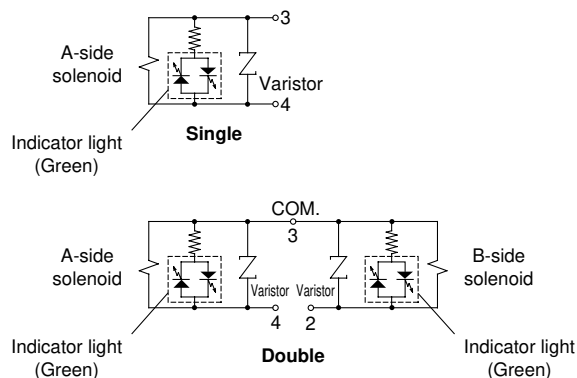 3
A-side
solenoid
Varistor
4
Single
Indicator light
(Green)
COM.
3
A-side
solenoid
B-side
solenoid
Varistor Varistor
4 2
Indicator light
(Green)
Double
Indicator light
(Green)